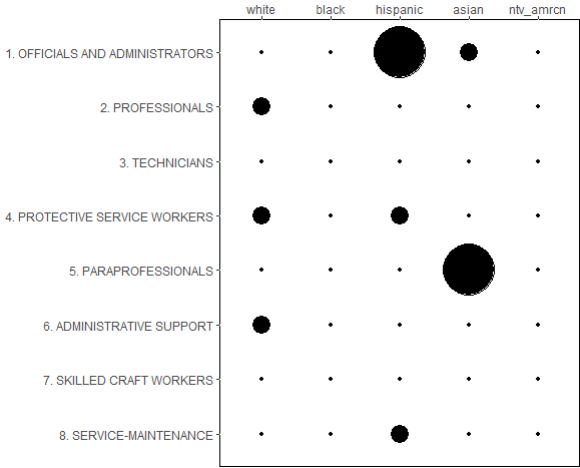 white black hispanic asian ntv_amrcn
1. OFFICIALS AND ADMINISTRATORS
2. PROFESSIONALS
3. TECHNICIANS
4. PROTECTIVE SERVICE WORKERS
5. PARAPROFESSIONALS
6. ADMINISTRATIVE SUPPORT
7. SKILLED CRAFT WORKERS
8. SERVICE-MAINTENANCE